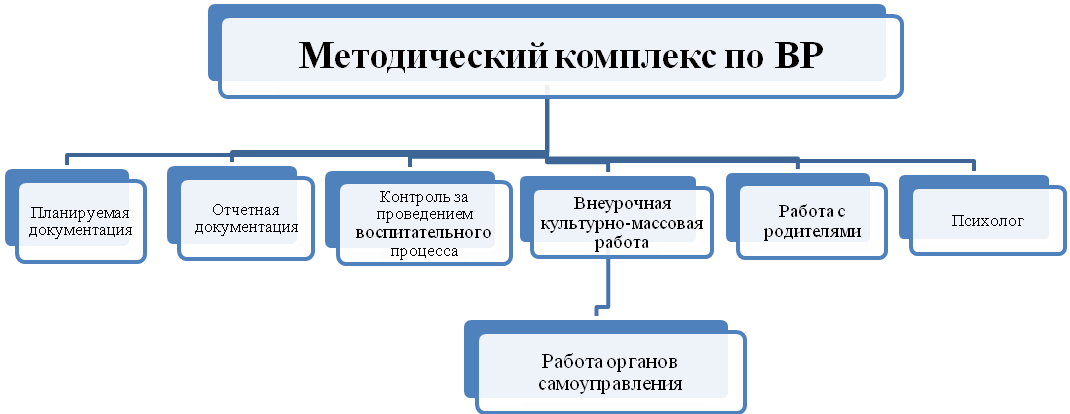 Методический комплекс по ВР
Планируемая
документация
Отчетная
документация
Контроль за
проведением
воспитательного
процесса
Внеурочная
культурно-массовая
работа
Работа с
родителями
Психолог
Работа органов
самоуправления